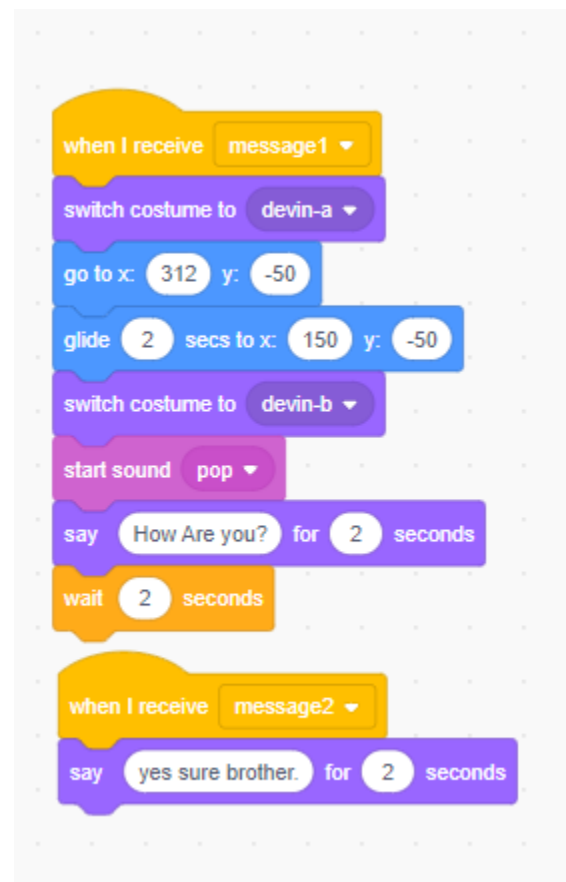 when I receive message1
switch costume to devin-a
go to x: 312 y: -50
glide 2 secs to x: 150 y: -50
switch costume to devin-b
start sound pop
say How Are you? for 2 seconds
wait 2 seconds
when I receive message2
say yes sure brother. for 2 seconds